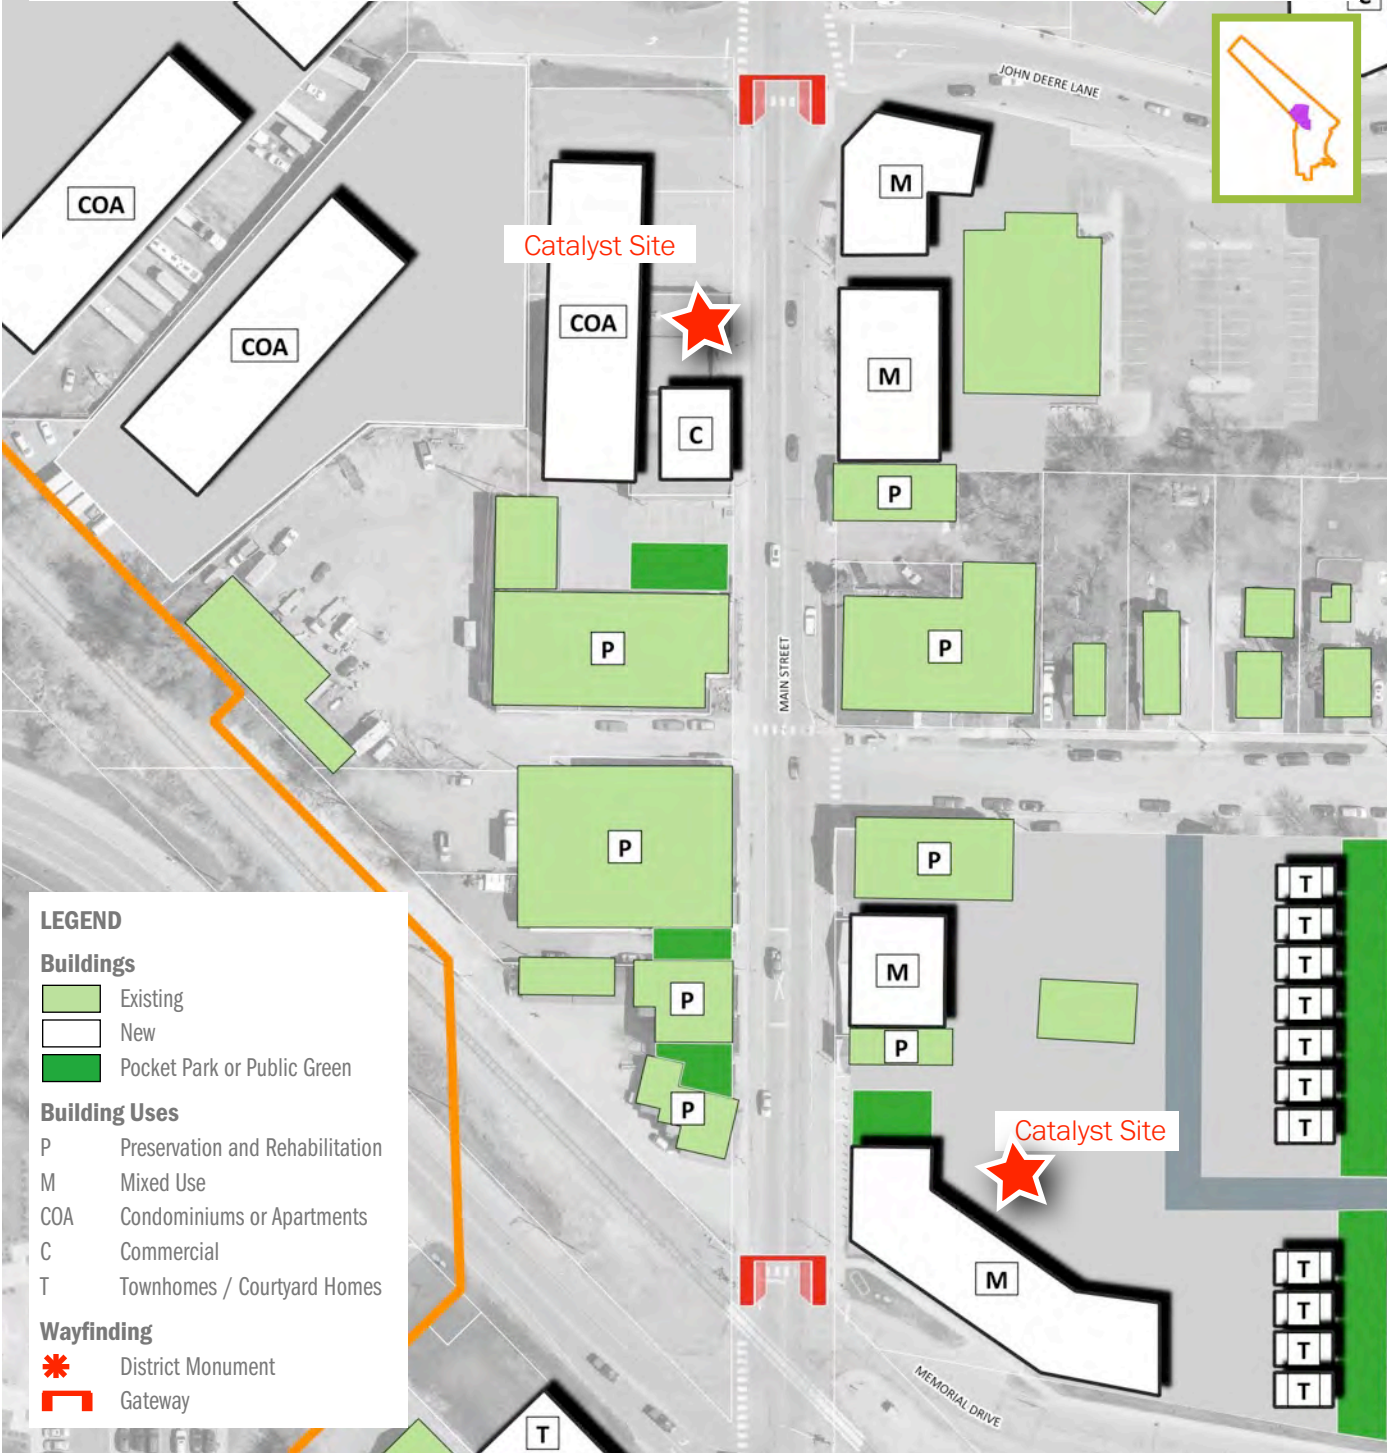 C
JOHN DEERE LANE
COA
M
Catalyst Site
COA
COA
M
C
P
P
P
MAIN STREET
P
P
M
P
P
P
T
T
T
T
T
T
T
Catalyst Site
M
T
T
T
T
MEMORIAL DRIVE
T
LEGEND
Buildings
Existing
New
Pocket Park or Public Green
Building Uses
P Preservation and Rehabilitation
M Mixed Use
COA Condominiums or Apartments
C Commercial
T Townhomes / Courtyard Homes
Wayfinding
District Monument
Gateway